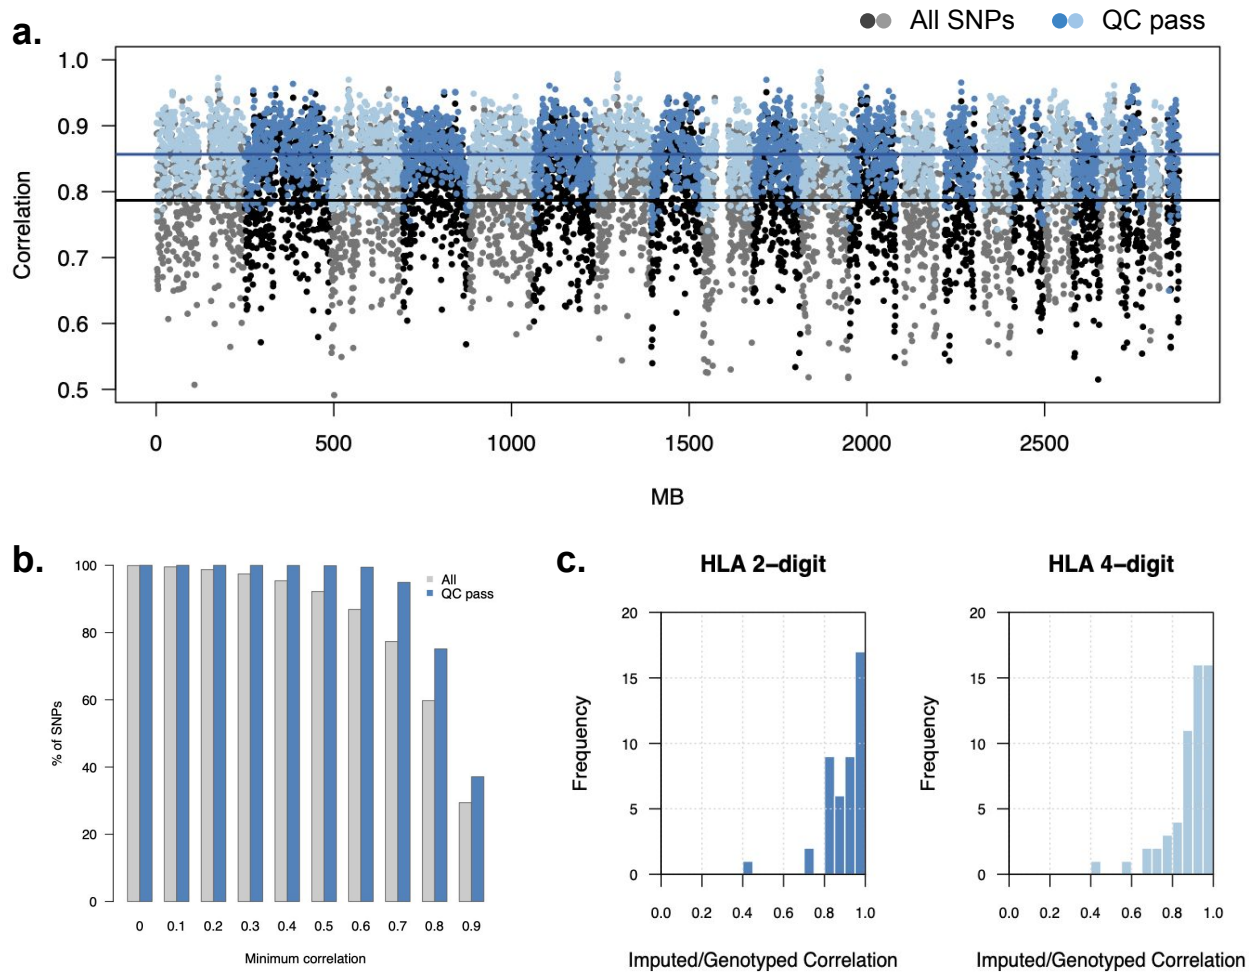 a.
All SNPs
QC pass
1.0
0.9
0.8
0.7
0.6
0.5
Correlation
0 500 1000 1500 2000 2500
MB
b.
100
80
60
40
20
0
% of SNPs
All
QC pass
0 0.1 0.2 0.3 0.4 0.5 0.6 0.7 0.8 0.9
Minimum correlation
c.
HLA 2–digit
20
15
10
5
0
Frequency
0.0 0.2 0.4 0.6 0.8 1.0
Imputed/Genotyped Correlation
HLA 4–digit
20
15
10
5
0
Frequency
0.0 0.2 0.4 0.6 0.8 1.0
Imputed/Genotyped Correlation